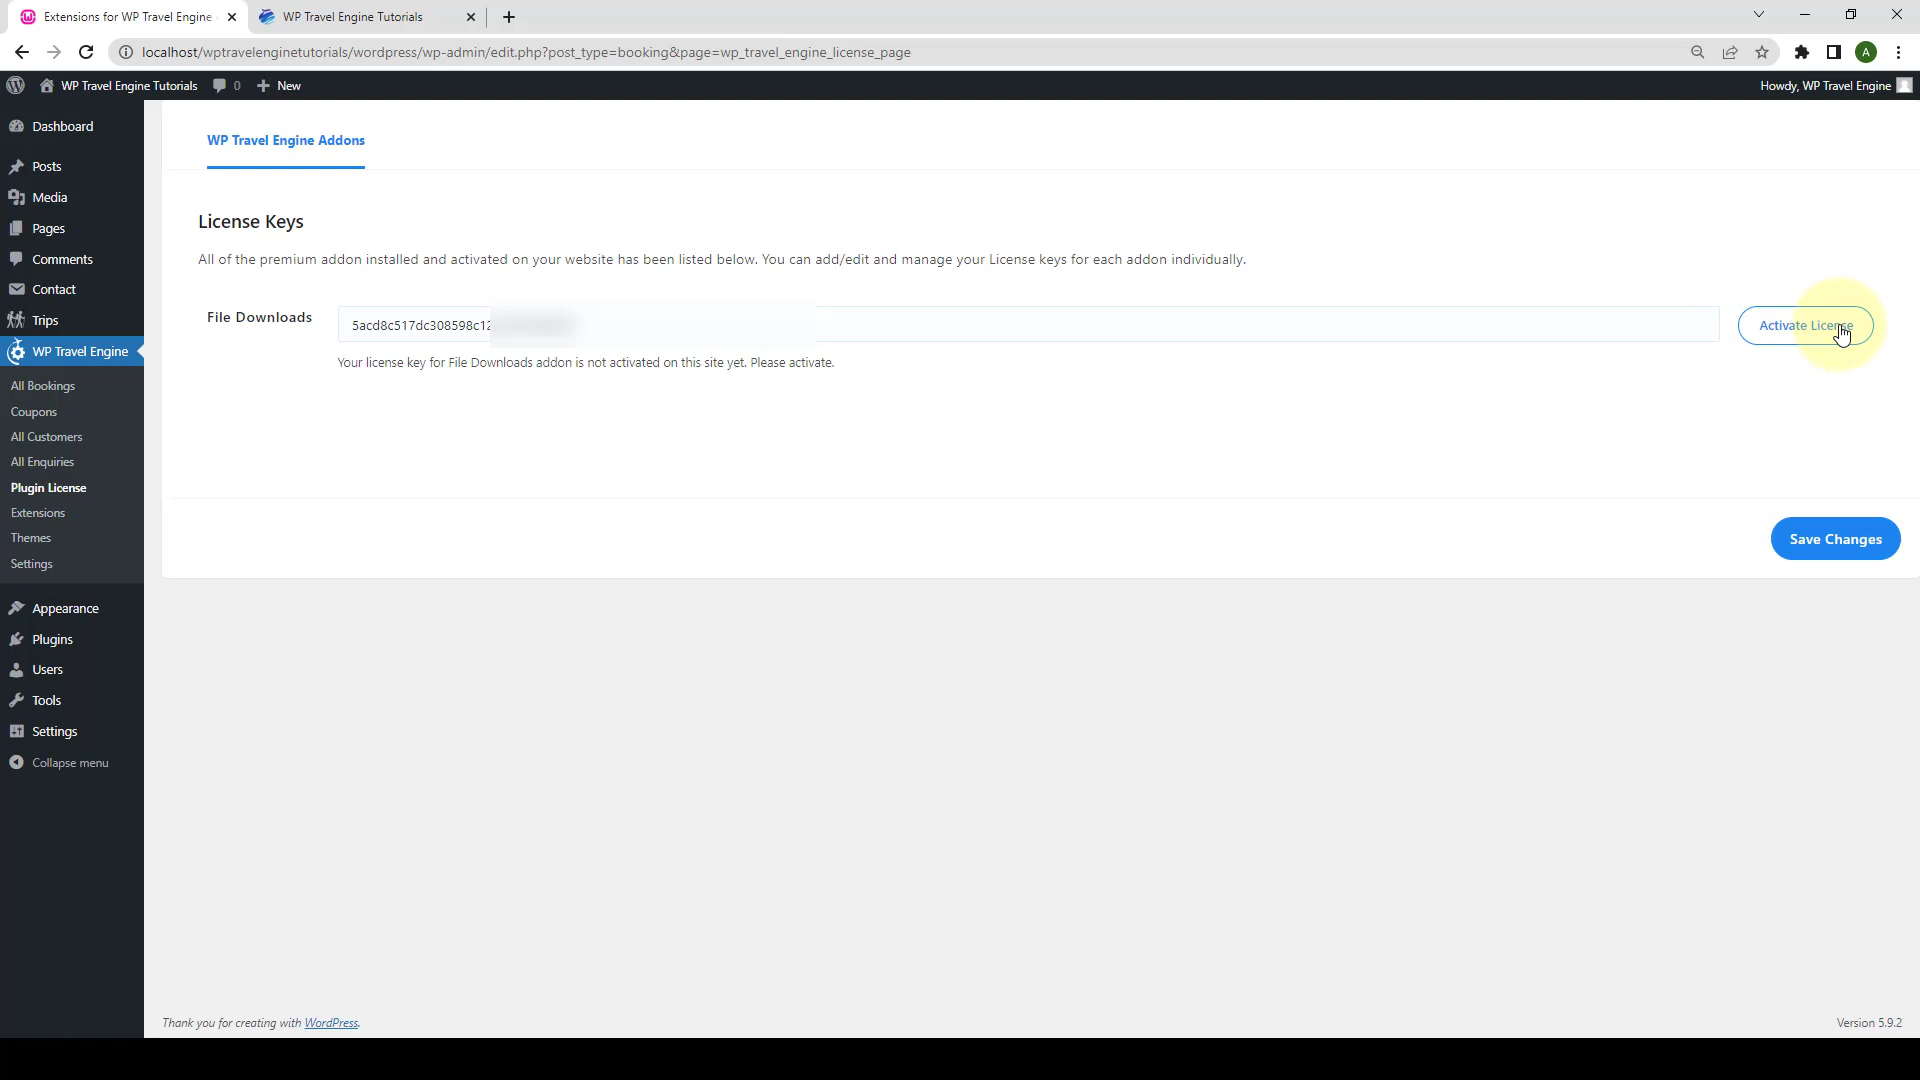 Extensions for WP Travel Engine
WP Travel Engine Tutorials
localhost/wptravelenginetutorials/wordpress/wp-admin/edit.php?post_type=booking&page=wp_travel_engine_license_page
A
WP Travel Engine Tutorials
0
New
Howdy, WP Travel Engine
Dashboard
Posts
Media
Pages
Comments
Contact
Trips
WP Travel Engine
All Bookings
Coupons
All Customers
All Enquiries
Plugin License
Extensions
Themes
Settings
Appearance
Plugins
Users
Tools
Settings
Collapse menu
WP Travel Engine Addons
License Keys
All of the premium addon installed and activated on your website has been listed below. You can add/edit and manage your License keys for each addon individually.
File Downloads
5acd8c517dc308598c12
Activate License
Your license key for File Downloads addon is not activated on this site yet. Please activate.
Save Changes
Thank you for creating with WordPress.
Version 5.9.2